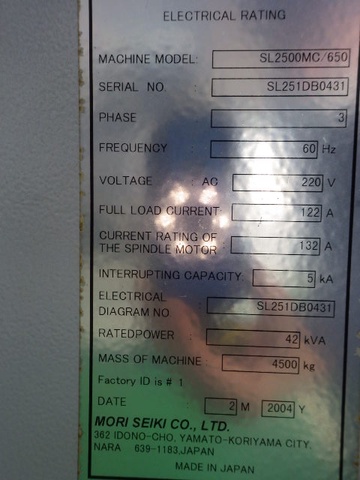 ELECTRICAL RATING
MACHINE MODEL: SL2500MC/650
SERIAL NO. SL251DB0431
PHASE 3
FREQUENCY 60 Hz
VOLTAGE : AC 220 V
FULL LOAD CURRENT 122 A
CURRENT RATING OF
THE SPINDLE MOTOR : 132 A
INTERRUPTING CAPACITY: 5 kA
ELECTRICAL
DIAGRAM NO. : SL251DB0431
RATEDPOWER : 42 kVA
MASS OF MACHINE : 4500 kg
Factory ID is # 1
DATE 2 M 2004 Y
MORI SEIKI CO., LTD.
362 IDONO-CHO, YAMATO-KORIYAMA CITY,
NARA 639-1183,JAPAN
MADE IN JAPAN